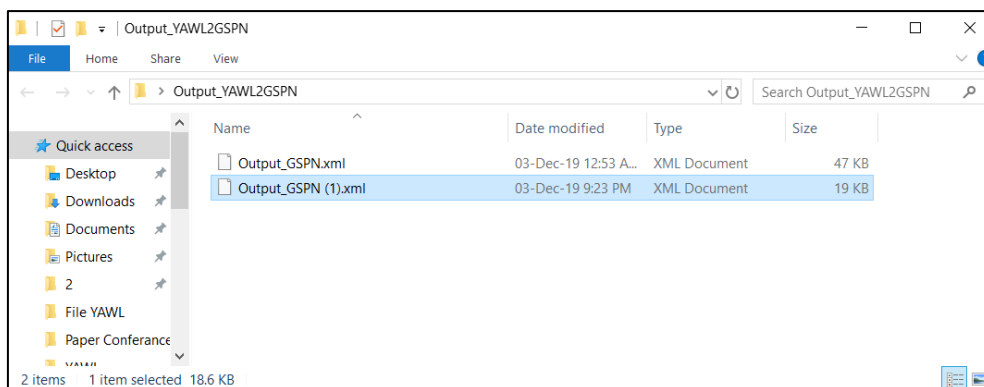 Output_YAWL2GSPN
File Home Share View
Output_YAWL2GSPN Search Output_YAWL2GSPN
Name Date modified Type Size
Quick access
Output_GSPN.xml 03-Dec-19 12:53 A... XML Document 47 KB
Desktop
Output_GSPN (1).xml 03-Dec-19 9:23 PM XML Document 19 KB
Downloads
Documents
Pictures
2
File YAWL
Paper Conferance
YAWL
2 items 1 item selected 18.6 KB